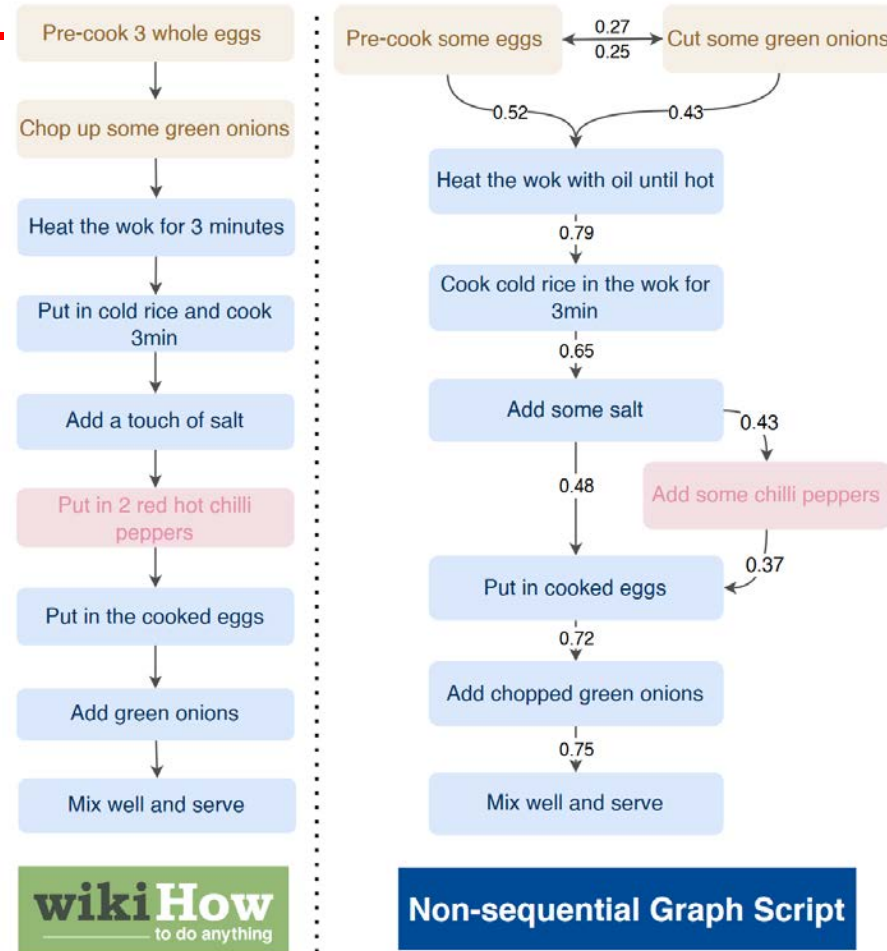 Pre-cook 3 whole eggs
Chop up some green onions
Heat the wok for 3 minutes
Put in cold rice and cook
3min
Add a touch of salt
Put in 2 red hot chilli
peppers
Put in the cooked eggs
Add green onions
Mix well and serve
wikiHow
to do anything
Pre-cook some eggs
0.27
0.25
Cut some green onions
0.52
0.43
Heat the wok with oil until hot
0.79
Cook cold rice in the wok for
3min
0.65
Add some salt
0.43
0.48
Add some chilli peppers
0.37
Put in cooked eggs
0.72
Add chopped green onions
0.75
Mix well and serve
Non-sequential Graph Script